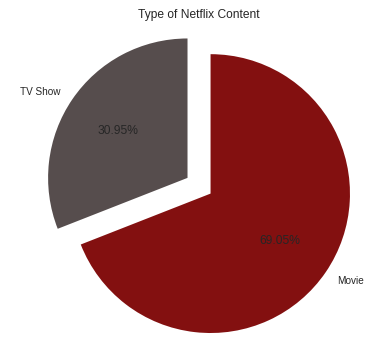 Type of Netflix Content
TV Show
30.95%
69.05%
Movie